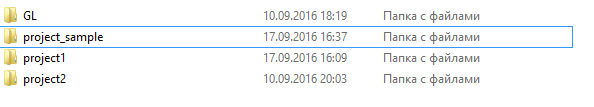 GL 10.09.2016 18:19 Папка с файлами
project_sample 17.09.2016 16:37 Папка с файлами
project1 17.09.2016 16:09 Папка с файлами
project2 10.09.2016 20:03 Папка с файлами